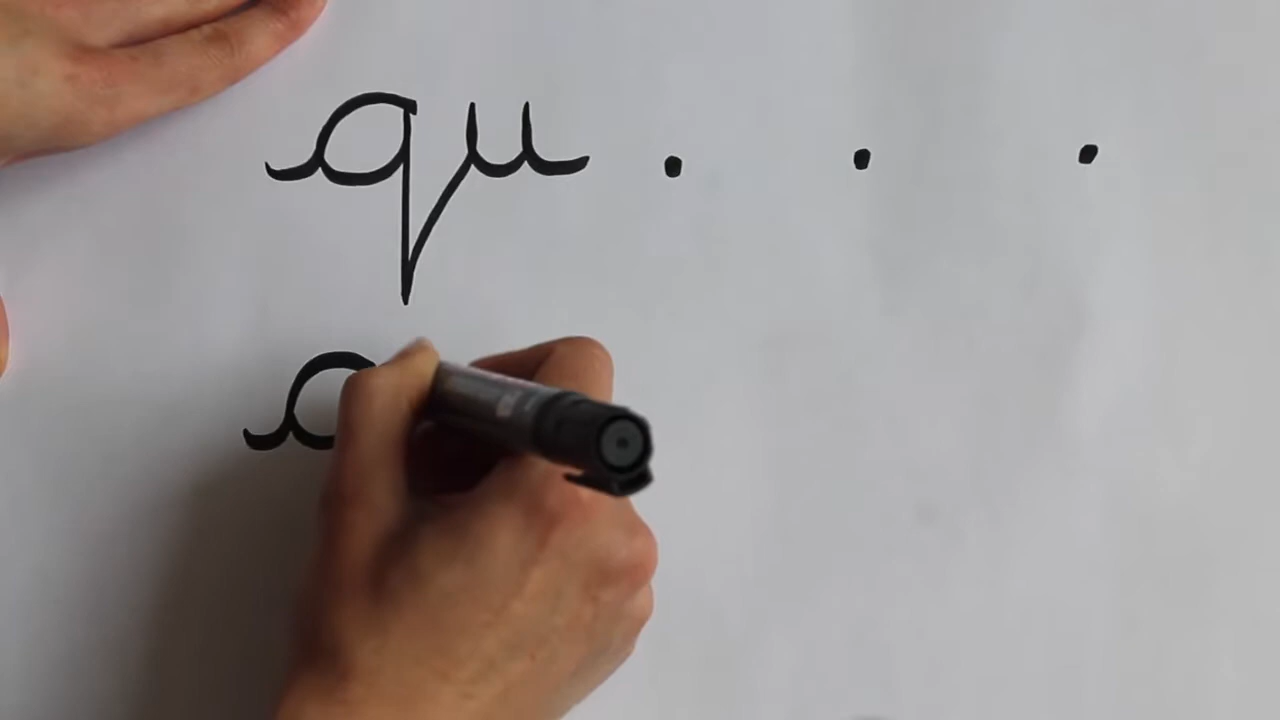 qu . . .